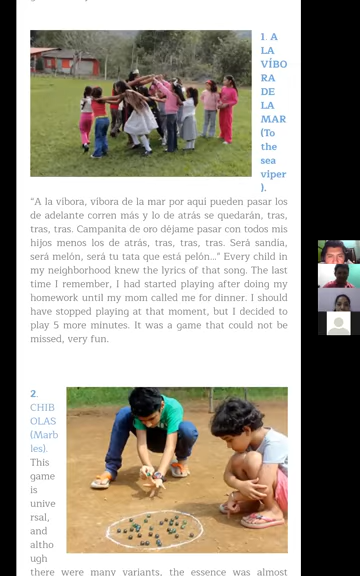 1. A
LA
VÍBO
RA
DE
LA
MAR
(To
the
sea
viper
).
"A la víbora, víbora de la mar por aquí pueden pasar los
de adelante corren más y lo de atrás se quedarán, tras,
tras, tras. Campanita de oro déjame pasar con todos mis
hijos menos los de atrás, tras, tras, tras. Será sandía,
será melón, será tu tata que está pelón..." Every child in
my neighborhood knew the lyrics of that song. The last
time I remember, I had started playing after doing my
homework until my mom called me for dinner. I should
have stopped playing at that moment, but I decided to
play 5 more minutes. It was a game that could not be
missed, very fun.
2.
CHIB
OLAS
(Marb
les).
This
game
is
unive
rsal,
and
altho
ugh
there were many variants, the essence was almost